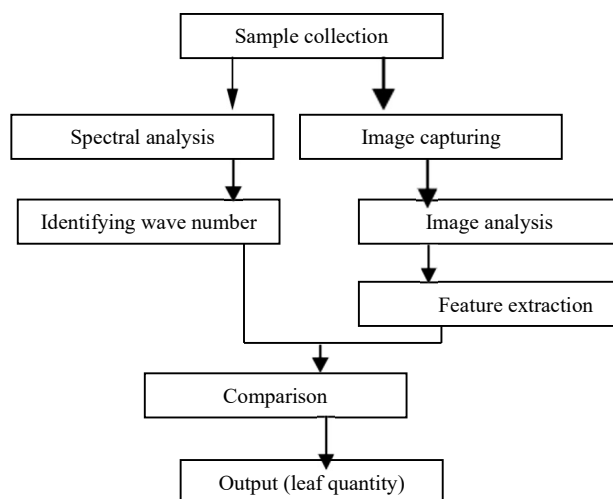 Sample collection
Spectral analysis
Image capturing
Identifying wave number
Image analysis
Feature extraction
Comparison
Output (leaf quantity)